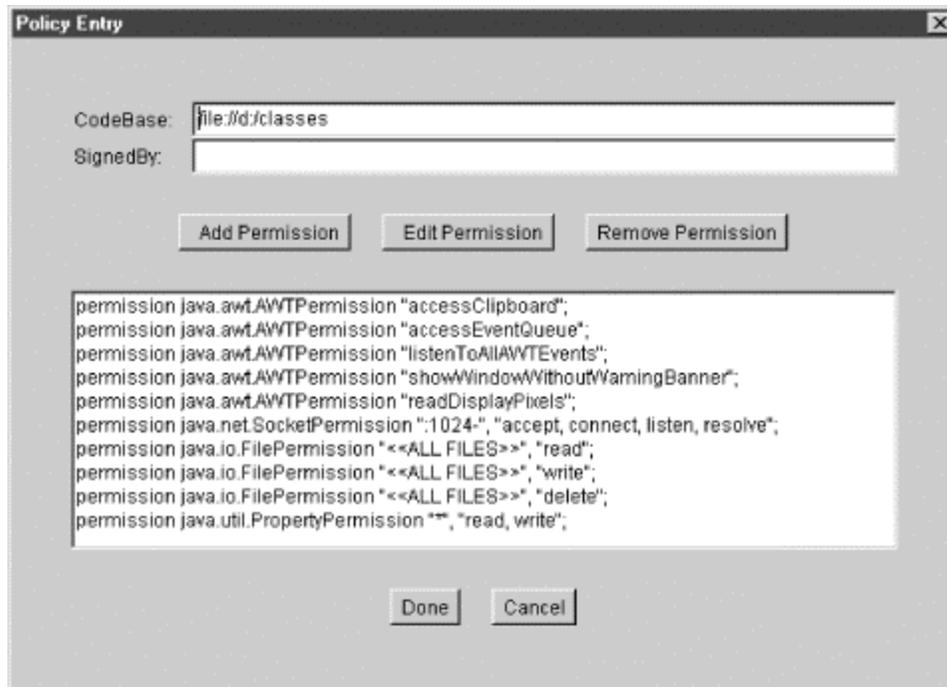 Policy Entry
CodeBase: file://d:/classes
SignedBy:
Add Permission Edit Permission Remove Permission
permission java.awt.AWTPermission "accessClipboard";
permission java.awt.AWTPermission "accessEventQueue";
permission java.awt.AWTPermission "listenToAllAWTEvents";
permission java.awt.AWTPermission "showWindowWithoutWarningBanner";
permission java.awt.AWTPermission "readDisplayPixels";
permission java.net.SocketPermission ":1024-", "accept, connect, listen, resolve";
permission java.io.FilePermission "<<ALL FILES>>", "read";
permission java.io.FilePermission "<<ALL FILES>>", "write";
permission java.io.FilePermission "<<ALL FILES>>", "delete";
permission java.util.PropertyPermission "*", "read, write";
Done Cancel